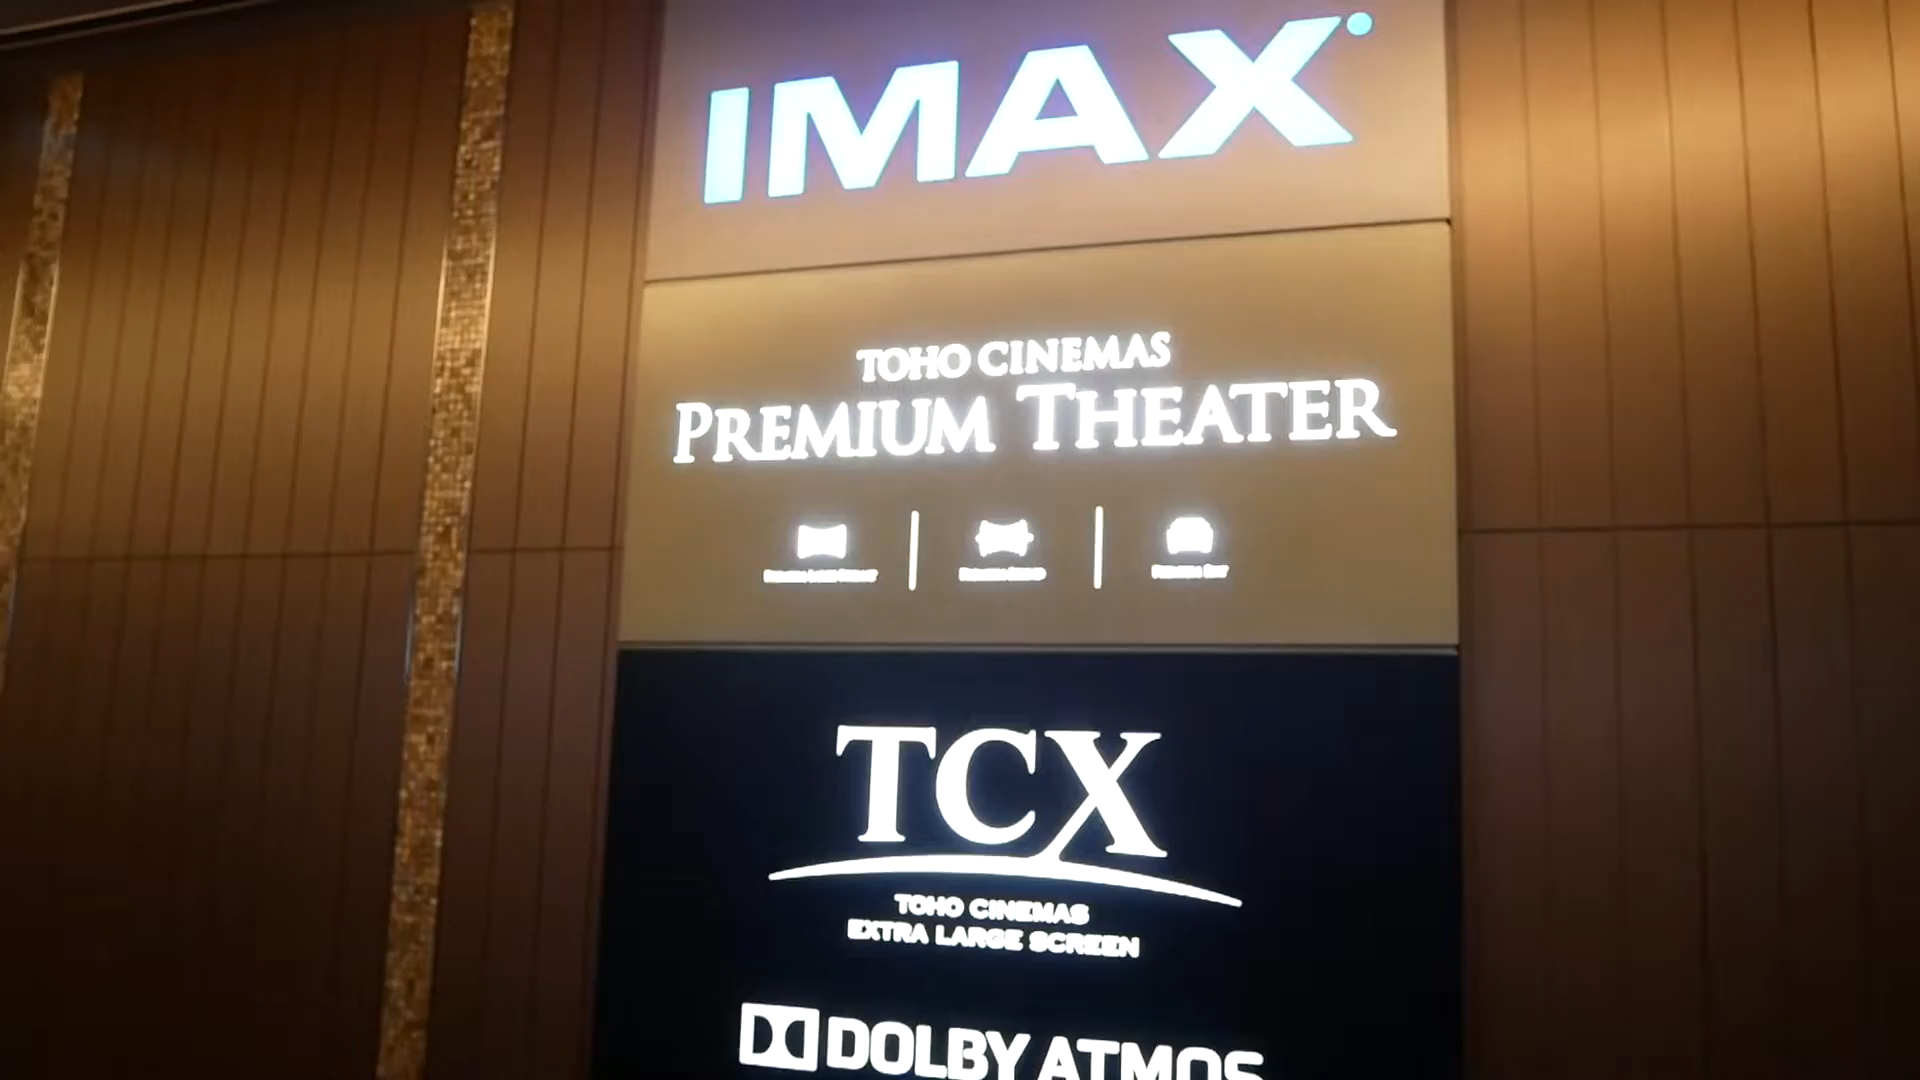 IMAX
TOHO CINEMAS
PREMIUM THEATER
TCX
TOHO CINEMAS
EXTRA LARGE SCREEN
DOLBY ATMOS